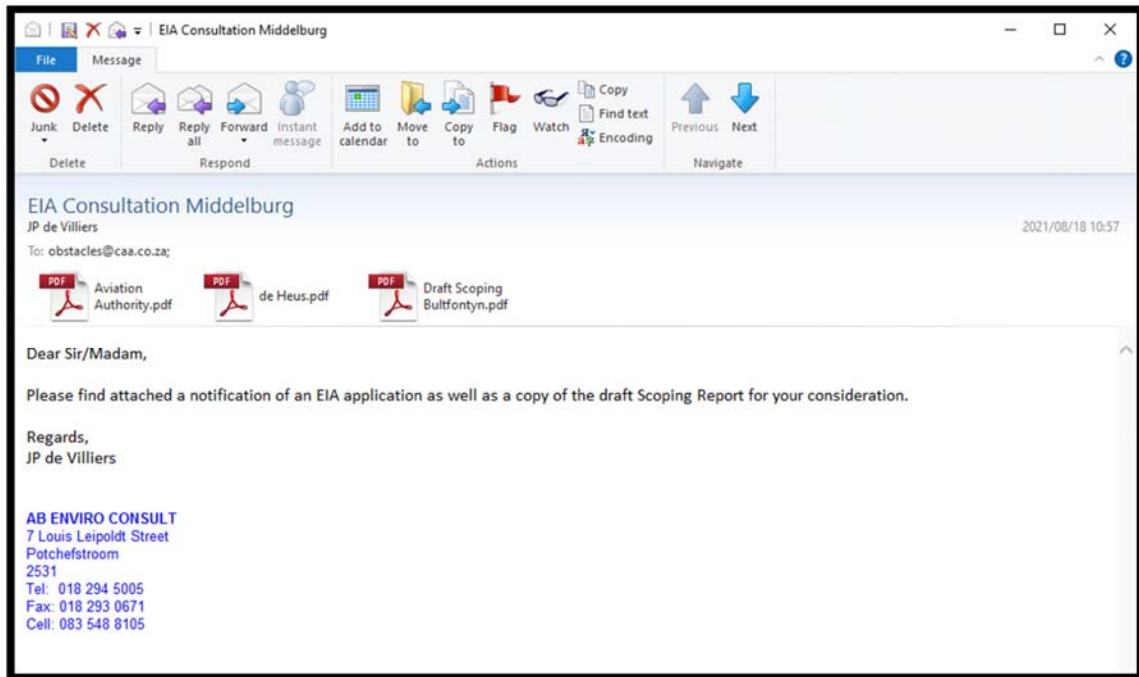 EIA Consultation Middelburg
File Message
Junk Delete Reply Reply all Forward Instant message Add to calendar Move to Copy to Flag Watch Copy Find text Encoding Previous Next
Delete Respond Actions Navigate
EIA Consultation Middelburg
JP de Villiers 2021/08/18 10:57
To: obstacles@caa.co.za;
PDF Aviation Authority.pdf PDF de Heus.pdf PDF Draft Scoping Bultfontyn.pdf
Dear Sir/Madam,
Please find attached a notification of an EIA application as well as a copy of the draft Scoping Report for your consideration.
Regards,
JP de Villiers
AB ENVIRO CONSULT
7 Louis Leipoldt Street
Potchefstroom
2531
Tel: 018 294 5005
Fax: 018 293 0671
Cell: 083 548 8105